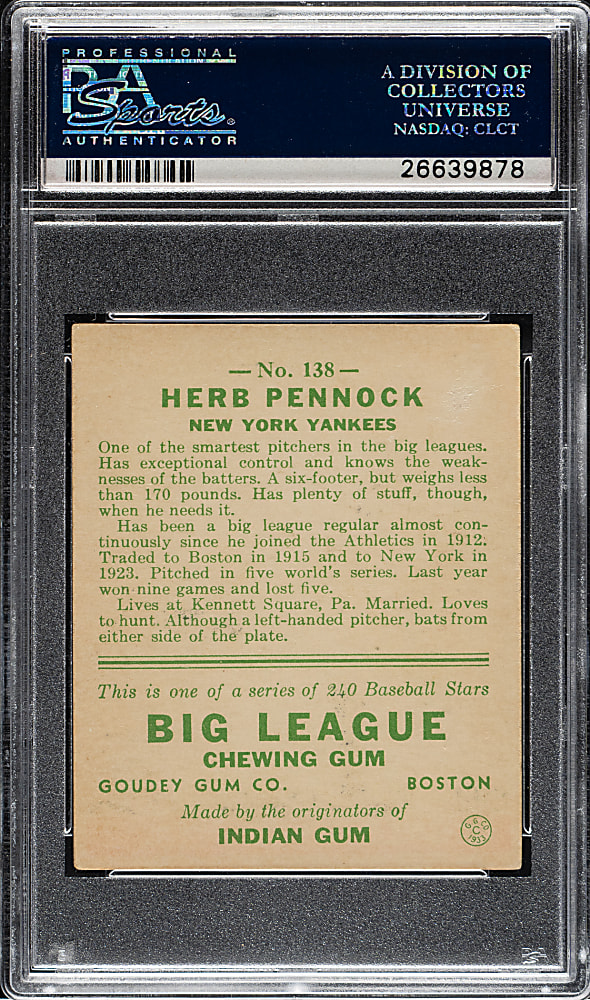 PROFESSIONAL
PSA
Sports®
AUTHENTICATOR
A DIVISION OF
COLLECTORS
UNIVERSE
NASDAQ: CLCT
26639878
— No. 138 —
HERB PENNOCK
NEW YORK YANKEES
One of the smartest pitchers in the big leagues.
Has exceptional control and knows the weak-
nesses of the batters. A six-footer, but weighs less
than 170 pounds. Has plenty of stuff, though,
when he needs it.
Has been a big league regular almost con-
tinuously since he joined the Athletics in 1912.
Traded to Boston in 1915 and to New York in
1923. Pitched in five world's series. Last year
won nine games and lost five.
Lives at Kennett Square, Pa. Married. Loves
to hunt. Although a left-handed pitcher, bats from
either side of the plate.
This is one of a series of 240 Baseball Stars
BIG LEAGUE
CHEWING GUM
GOUDEY GUM CO. BOSTON
Made by the originators of
INDIAN GUM
G. G. CO.
C
1933